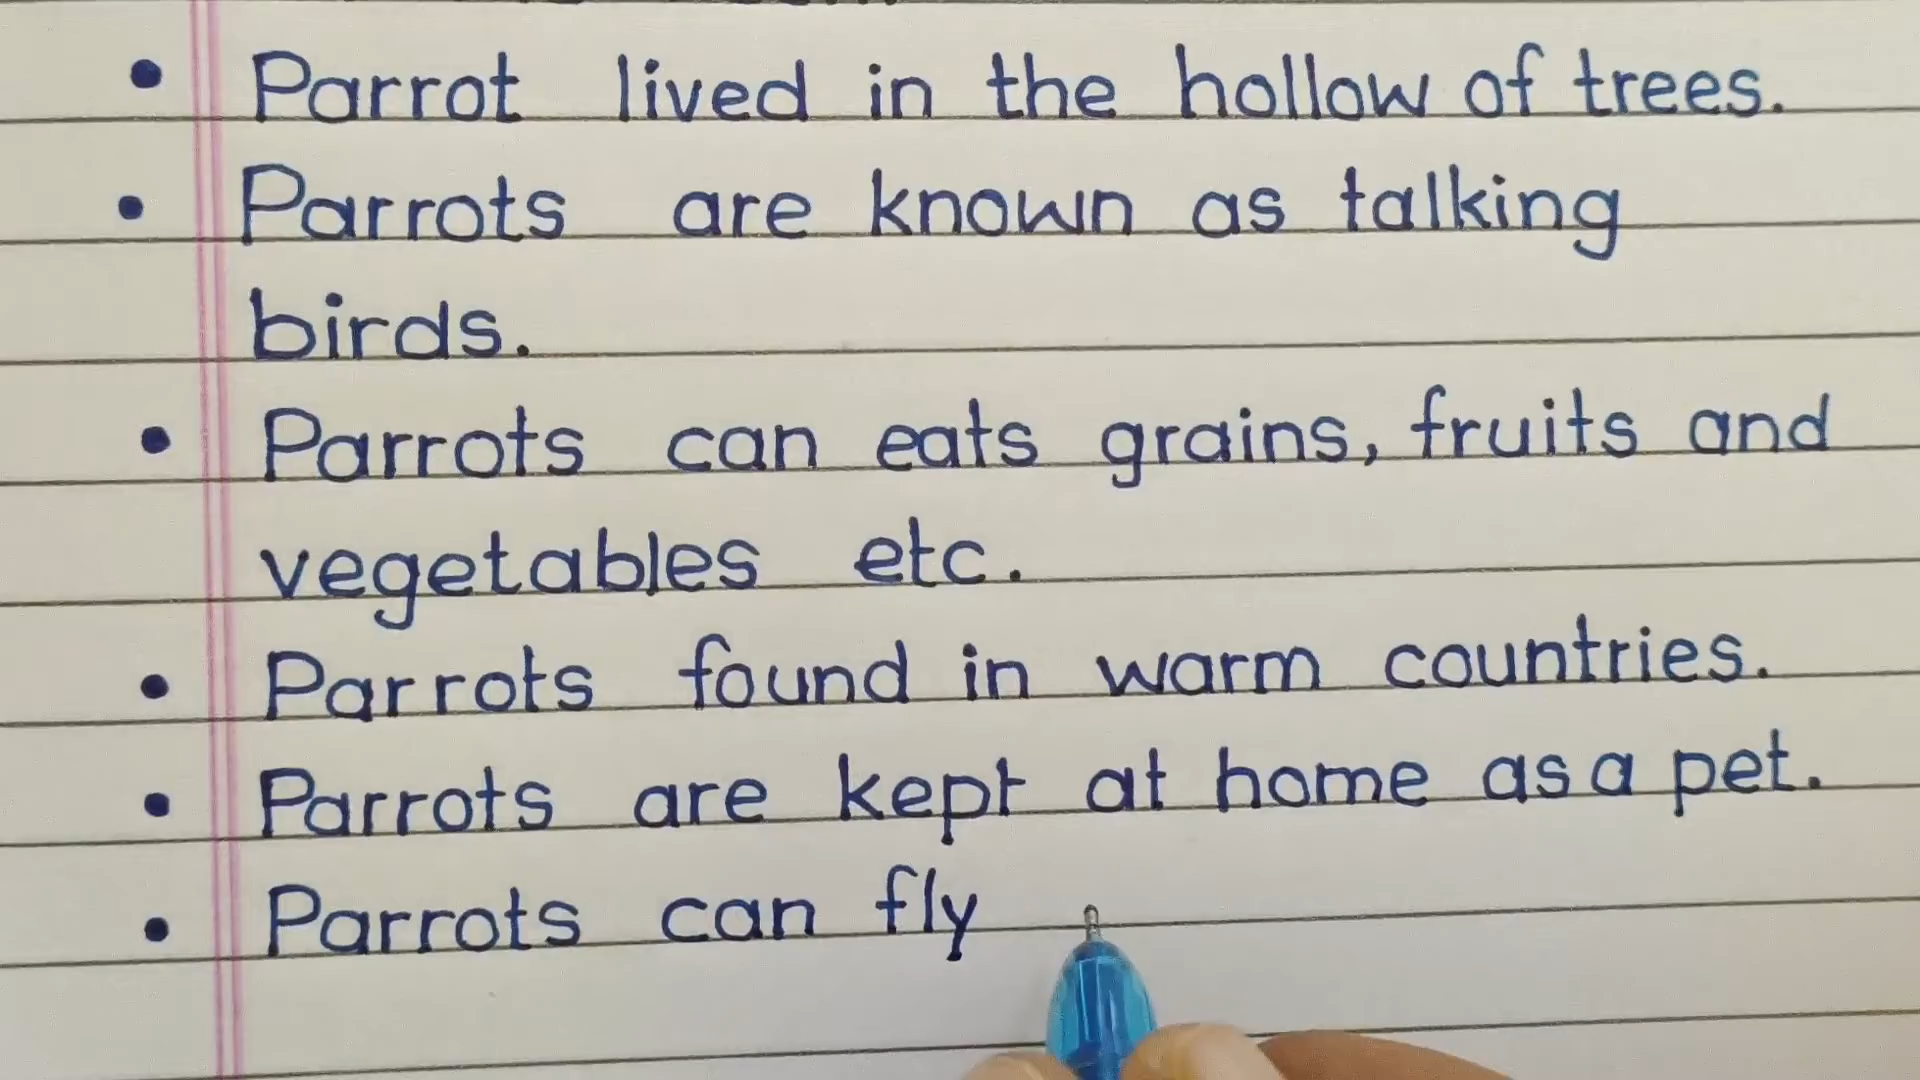 • Parrot lived in the hollow of trees.
• Parrots are known as talking
birds.
• Parrots can eats grains, fruits and
vegetables etc.
• Parrots found in warm countries.
• Parrots are kept at home as a pet.
• Parrots can fly